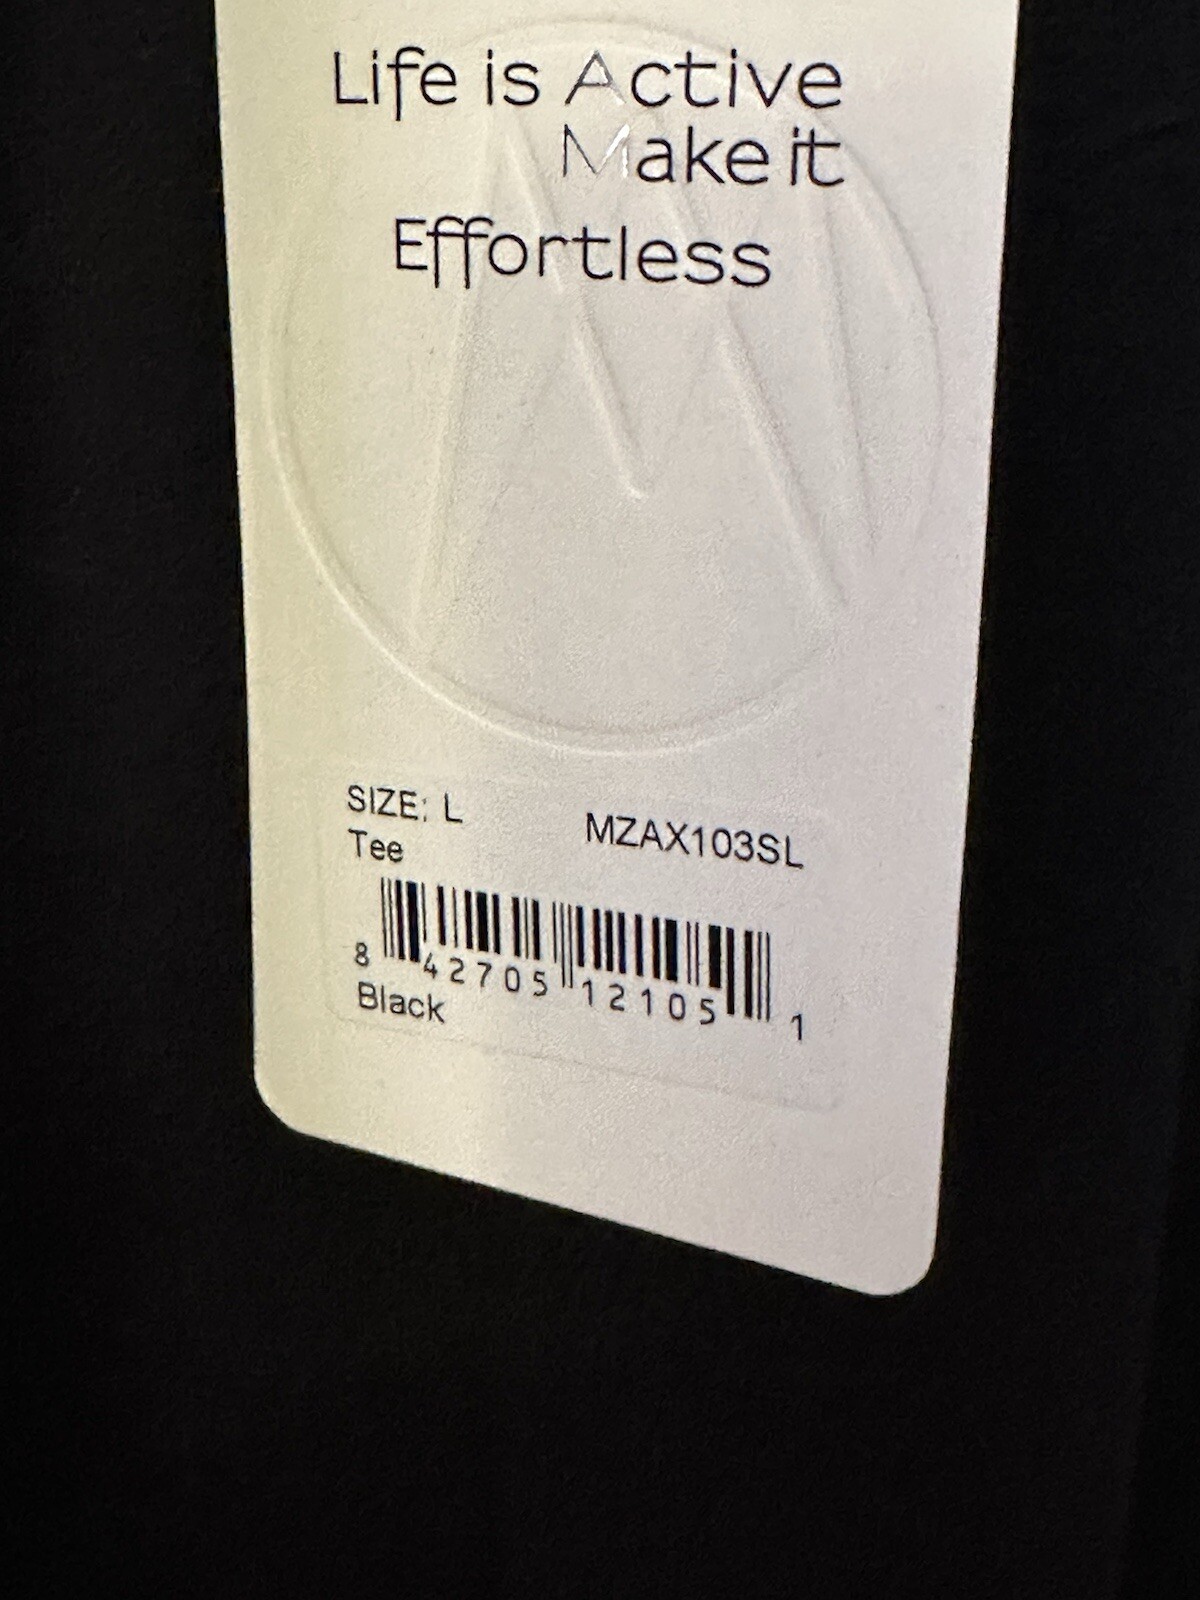 Life is Active
Make it
Effortless
SIZE: L
MZAX103SL
Tee
8 42705 12105 1
Black